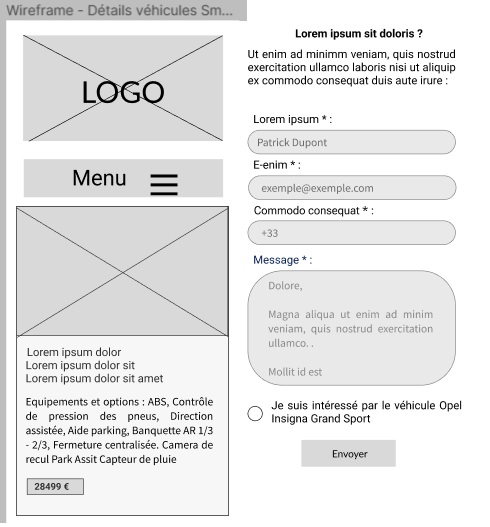 Wireframe - Détails véhicules Sm...
LOGO
Menu
Lorem ipsum dolor
Lorem ipsum dolor sit
Lorem ipsum dolor sit amet
Equipements et options : ABS, Contrôle
de pression des pneus, Direction
assistée, Aide parking, Banquette AR 1/3
- 2/3, Fermeture centralisée. Camera de
recul Park Assit Capteur de pluie
28499 €
Lorem ipsum sit doloris ?
Ut enim ad minimm veniam, quis nostrud
exercitation ullamco laboris nisi ut aliquip
ex commodo consequat duis aute irure :
Lorem ipsum * :
Patrick Dupont
E-enim * :
exemple@exemple.com
Commodo consequat * :
+33
Message * :
Dolore,
Magna aliqua ut enim ad minim
veniam, quis nostrud exercitation
ullamco. .
Mollit id est
Je suis intéressé par le véhicule Opel
Insigna Grand Sport
Envoyer